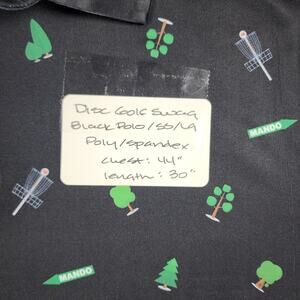 Disc Golf Swag
Black Polo/SS/LG
Poly/Spandex
chest: 44"
length: 30"
MANDO
MANDO